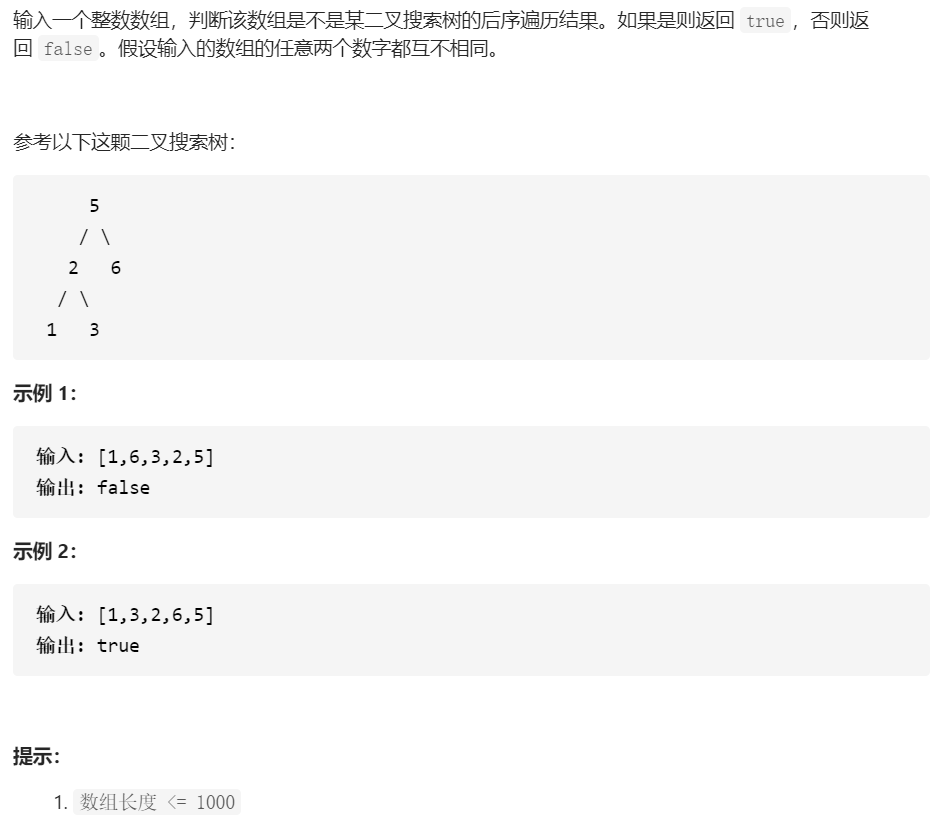 输入一个整数数组，判断该数组是不是某二叉搜索树的后序遍历结果。如果是则返回 true，否则返
回 false。假设输入的数组的任意两个数字都互不相同。
参考以下这颗二叉搜索树：
5
/ \
2 6
/ \
1 3
示例 1：
输入: [1,6,3,2,5]
输出: false
示例 2：
输入: [1,3,2,6,5]
输出: true
提示：
1. 数组长度 <= 1000